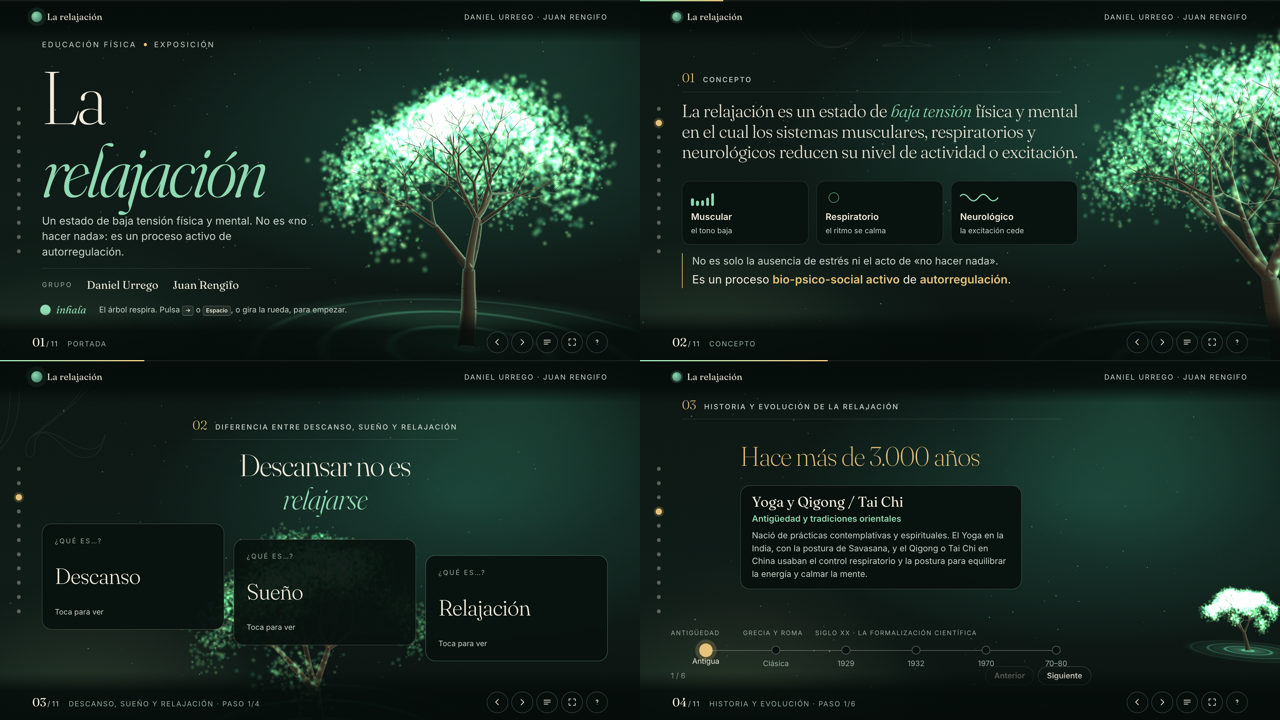 La relajación
DANIEL URREGO · JUAN RENGIFO
EDUCACIÓN FÍSICA ▪ EXPOSICIÓN
La
relajación
Un estado de baja tensión física y mental. No es «no
hacer nada»: es un proceso activo de
autorregulación.
GRUPO Daniel Urrego Juan Rengifo
inhala El árbol respira. Pulsa → o Espacio, o gira la rueda, para empezar.
01/11 PORTADA
?
La relajación
DANIEL URREGO · JUAN RENGIFO
01 CONCEPTO
La relajación es un estado de baja tensión física y mental
en el cual los sistemas musculares, respiratorios y
neurológicos reducen su nivel de actividad o excitación.
Muscular
el tono baja
Respiratorio
el ritmo se calma
Neurológico
la excitación cede
No es solo la ausencia de estrés ni el acto de «no hacer nada».
Es un proceso bio-psico-social activo de autorregulación.
02/11 CONCEPTO
?
La relajación
DANIEL URREGO · JUAN RENGIFO
02 DIFERENCIA ENTRE DESCANSO, SUEÑO Y RELAJACIÓN
Descansar no es
relajarse
¿QUÉ ES…?
Descanso
Toca para ver
¿QUÉ ES…?
Sueño
Toca para ver
¿QUÉ ES…?
Relajación
Toca para ver
03/11 DESCANSO, SUEÑO Y RELAJACIÓN · PASO 1/4
?
La relajación
DANIEL URREGO · JUAN RENGIFO
03 HISTORIA Y EVOLUCIÓN DE LA RELAJACIÓN
Hace más de 3.000 años
Yoga y Qigong / Tai Chi
Antigüedad y tradiciones orientales
Nació de prácticas contemplativas y espirituales. El Yoga en la
India, con la postura de Savasana, y el Qigong o Tai Chi en
China usaban el control respiratorio y la postura para equilibrar
la energía y calmar la mente.
ANTIGÜEDAD GRECIA Y ROMA SIGLO XX · LA FORMALIZACIÓN CIENTÍFICA
Antigua Clásica 1929 1932 1970 70–80
1 / 6 Anterior Siguiente
04/11 HISTORIA Y EVOLUCIÓN · PASO 1/6
?